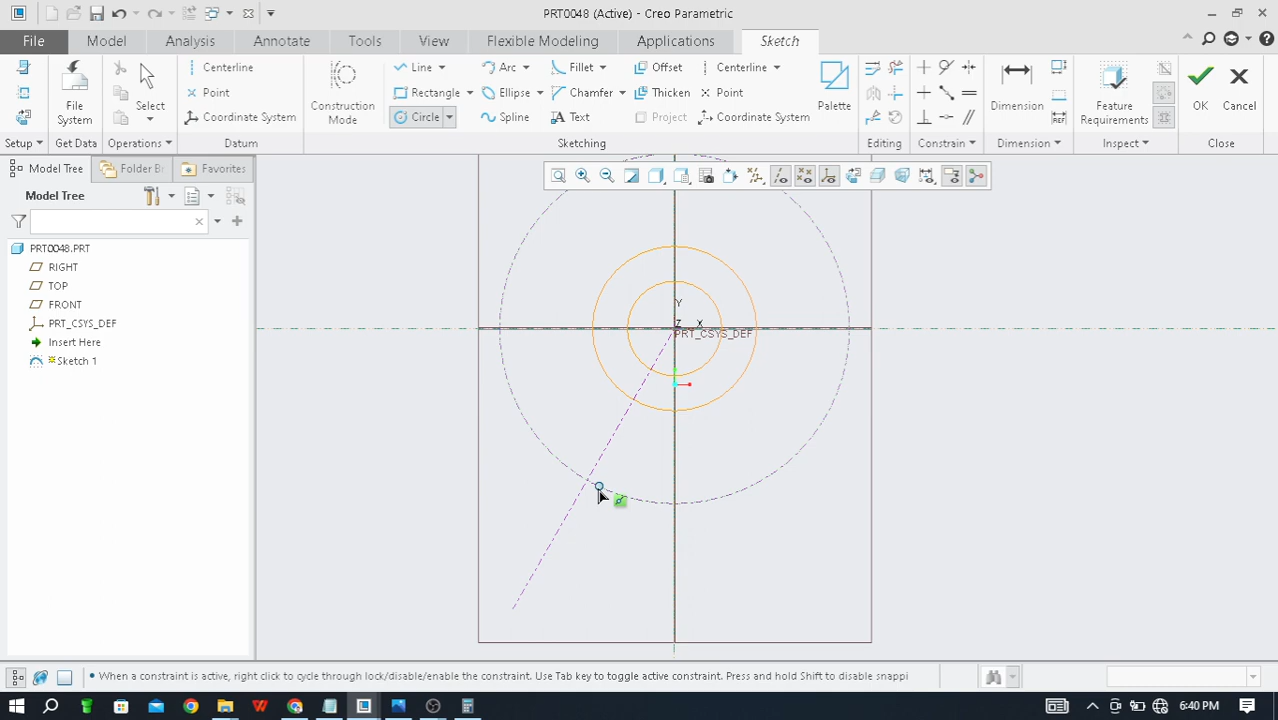 PRT0048 (Active) - Creo Parametric
File Model Analysis Annotate Tools View Flexible Modeling Applications Sketch
Centerline Line Arc Fillet Offset Centerline
Point Rectangle Ellipse Chamfer Thicken Point
Coordinate System Circle Spline Text Project Coordinate System
File System Select Construction Mode Palette Dimension Feature Requirements OK Cancel
Setup Get Data Operations Datum Sketching Editing Constrain Dimension Inspect Close
Model Tree Folder Br Favorites
Model Tree
PRT0048.PRT
RIGHT
TOP
FRONT
PRT_CSYS_DEF
Insert Here
Sketch 1
Y
Z X
PRT_CSYS_DEF
• When a constraint is active, right click to cycle through lock/disable/enable the constraint. Use Tab key to toggle active constraint. Press and hold Shift to disable snappi
6:40 PM